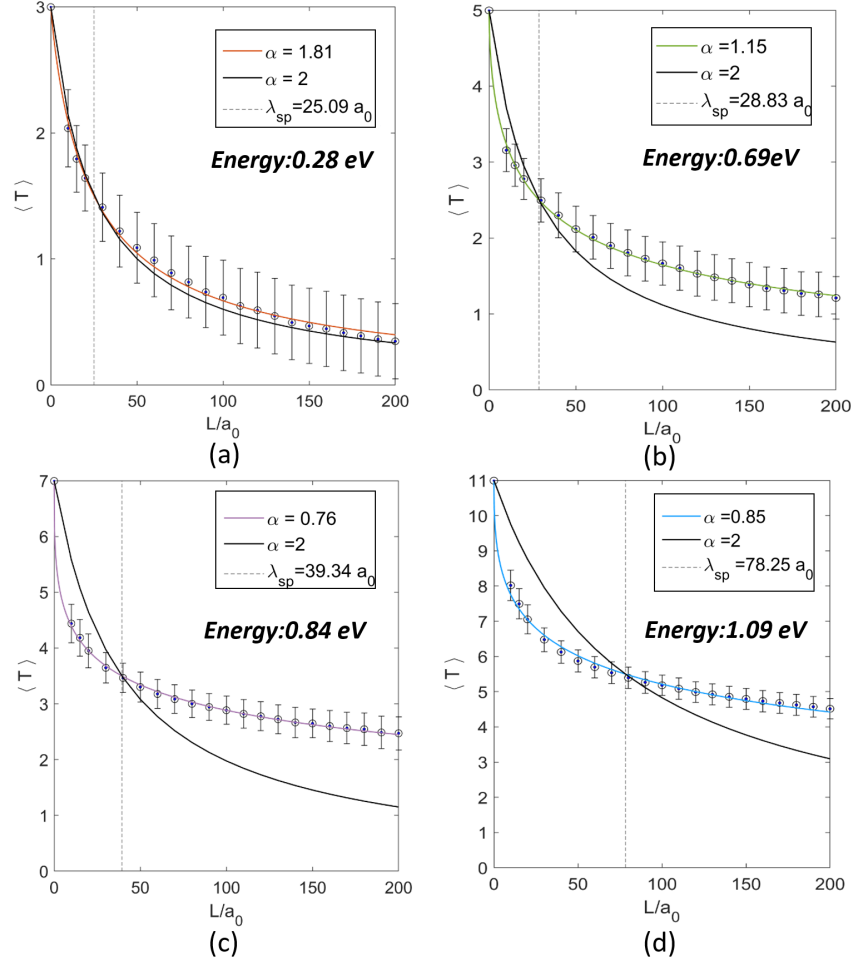 3
2
1
0
⟨ T ⟩
α = 1.81
α = 2
λsp=25.09 a0
Energy:0.28 eV
0 50 100 150 200
L/a0
(a)
5
4
3
2
1
0
⟨ T ⟩
α =1.15
α =2
λsp=28.83 a0
Energy:0.69eV
0 50 100 150 200
L/a0
(b)
7
6
5
4
3
2
1
0
⟨ T ⟩
α = 0.76
α =2
λsp=39.34 a0
Energy:0.84 eV
0 50 100 150 200
L/a0
(c)
11
10
9
8
7
6
5
4
3
2
1
0
⟨ T ⟩
α =0.85
α =2
λsp=78.25 a0
Energy:1.09 eV
0 50 100 150 200
L/a0
(d)